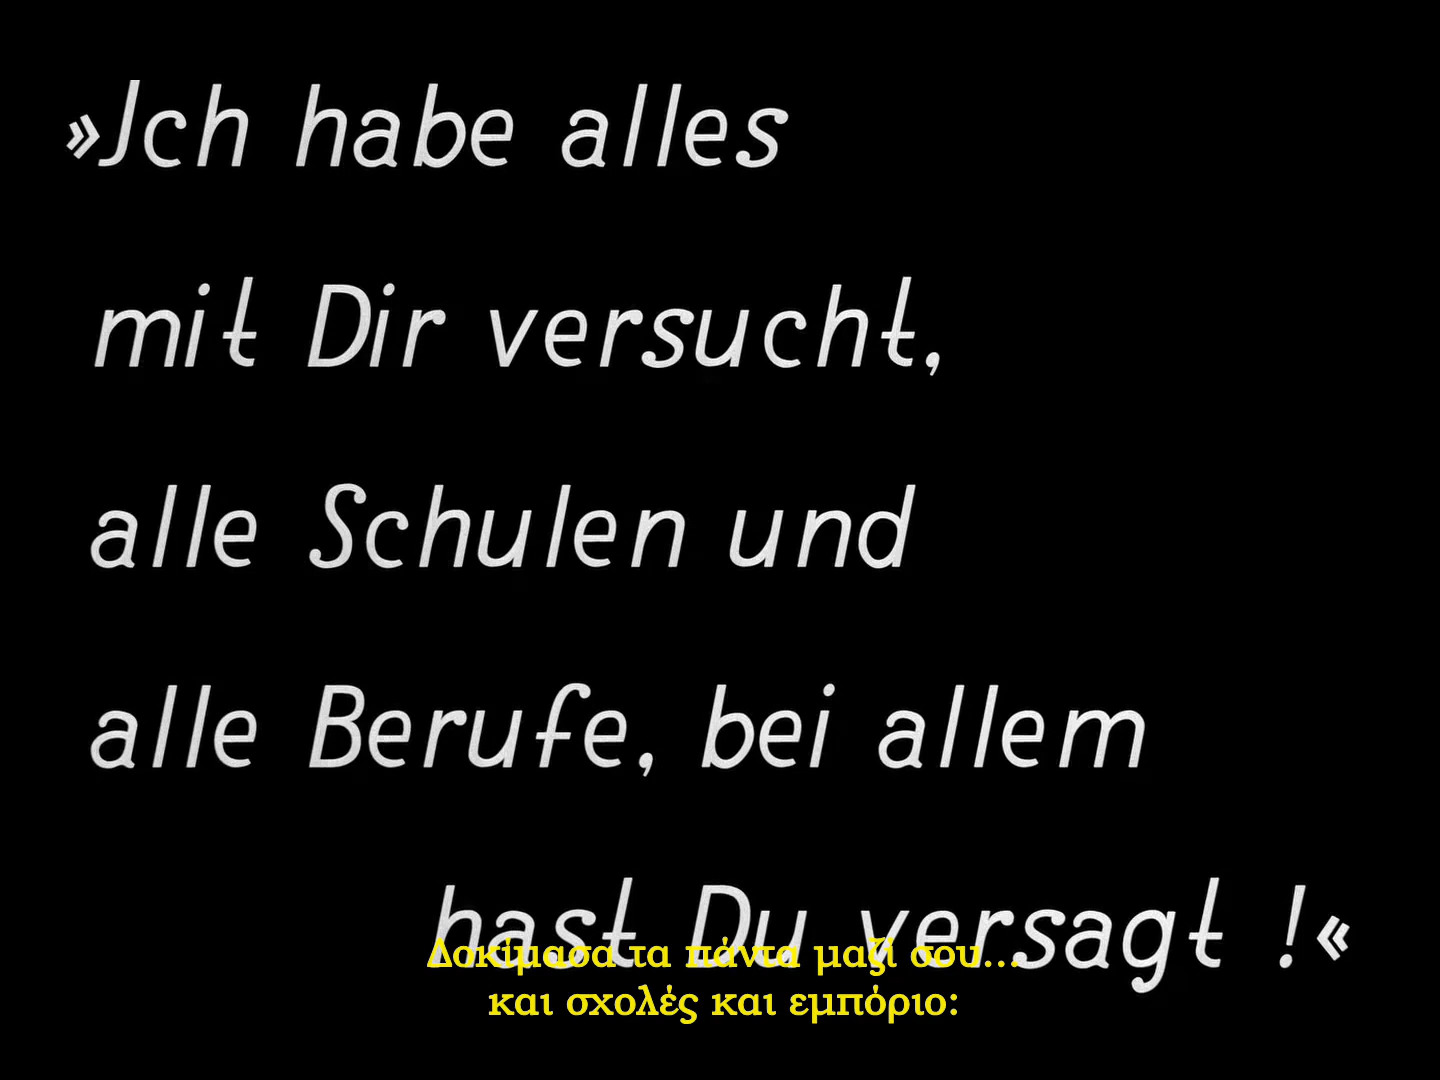 »Ich habe alles
mit Dir versucht,
alle Schulen und
alle Berufe, bei allem
hast Du versagt !«
Δοκίμασα τα πάντα μαζί σου...
και σχολές και εμπόριο: